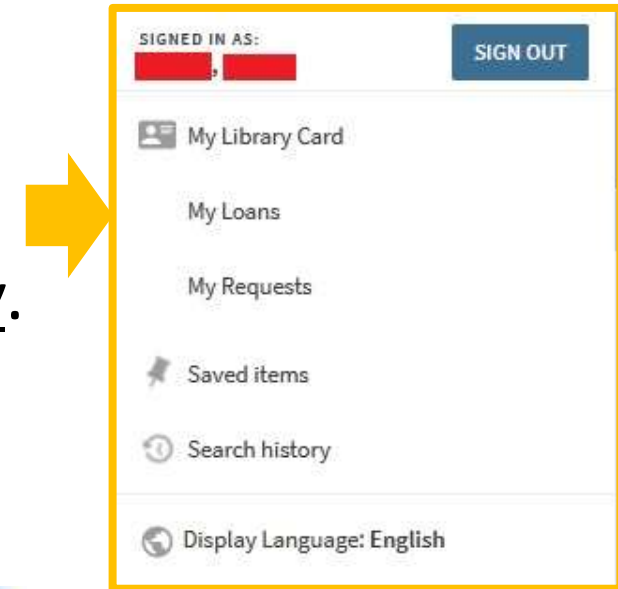 SIGNED IN AS:
,
SIGN OUT
My Library Card
My Loans
My Requests
.
Saved items
Search history
Display Language: English